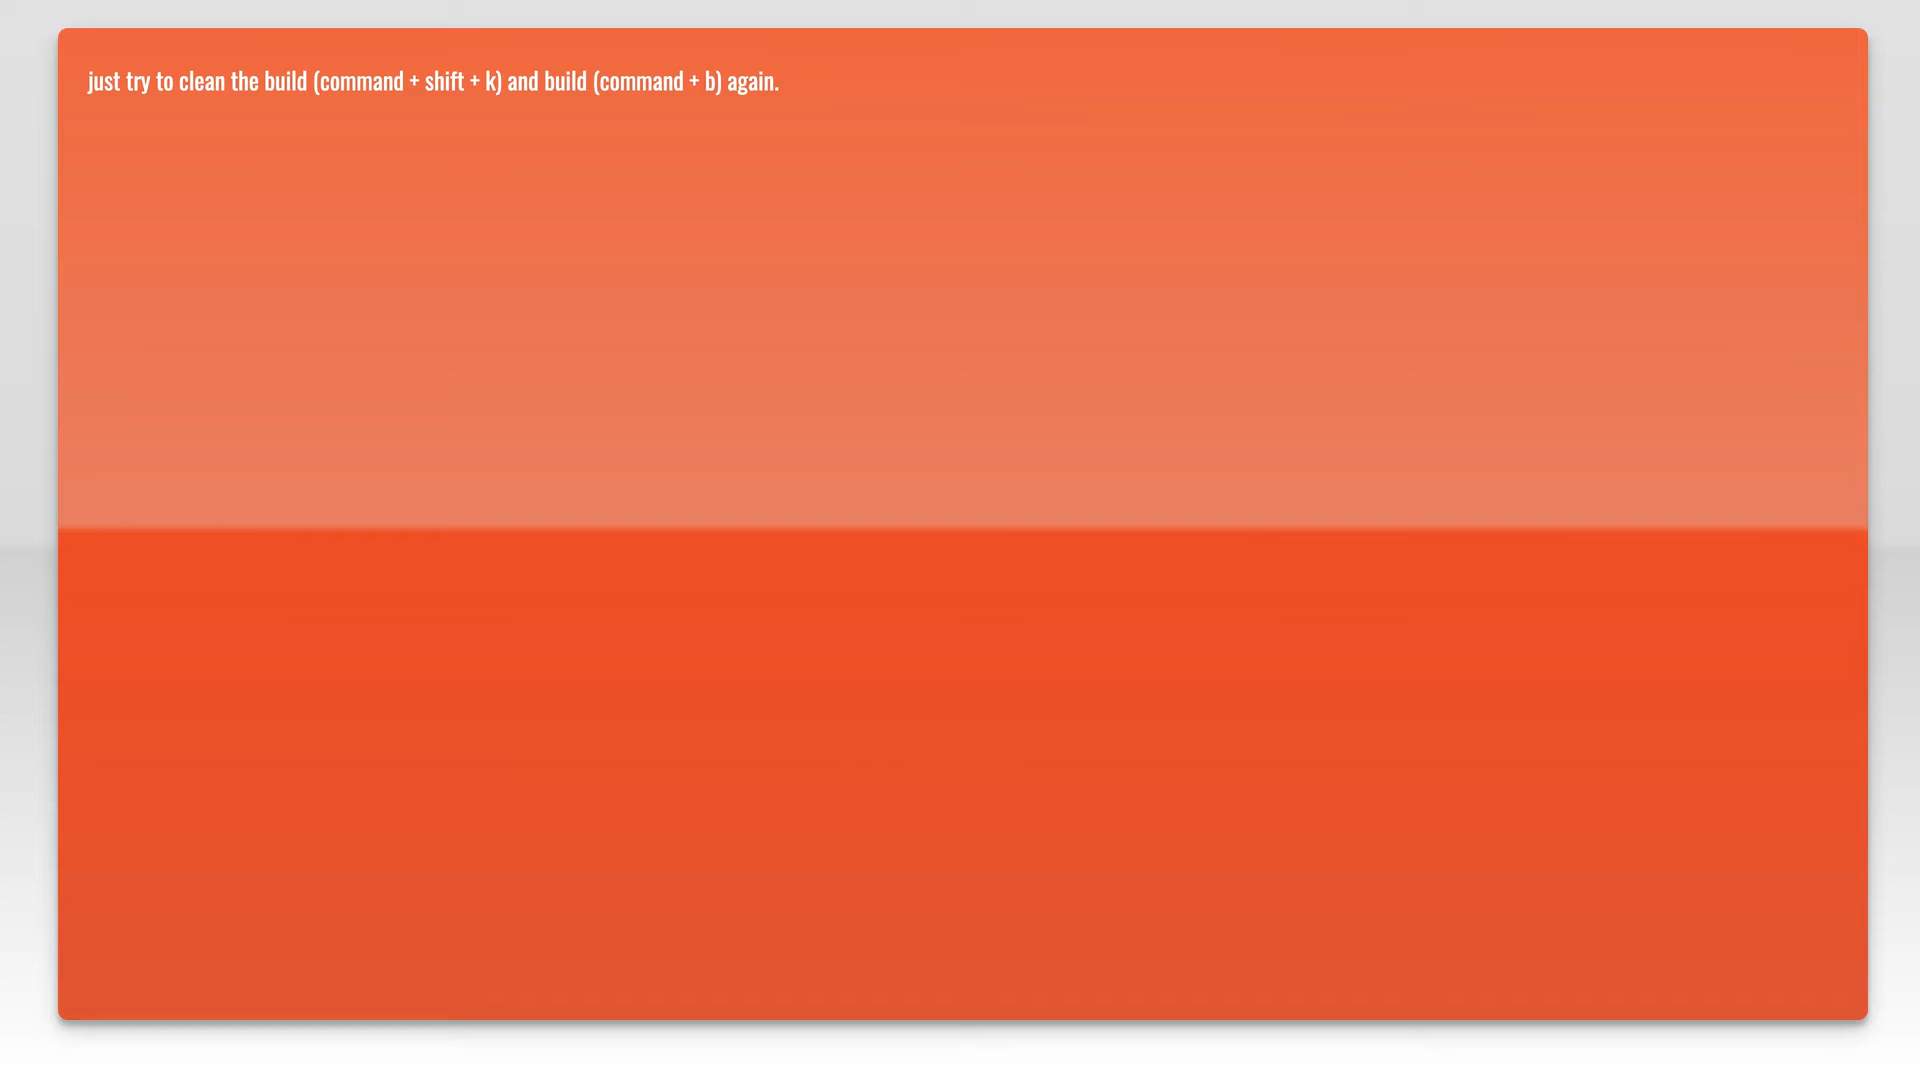 just try to clean the build (command + shift + k) and build (command + b) again.